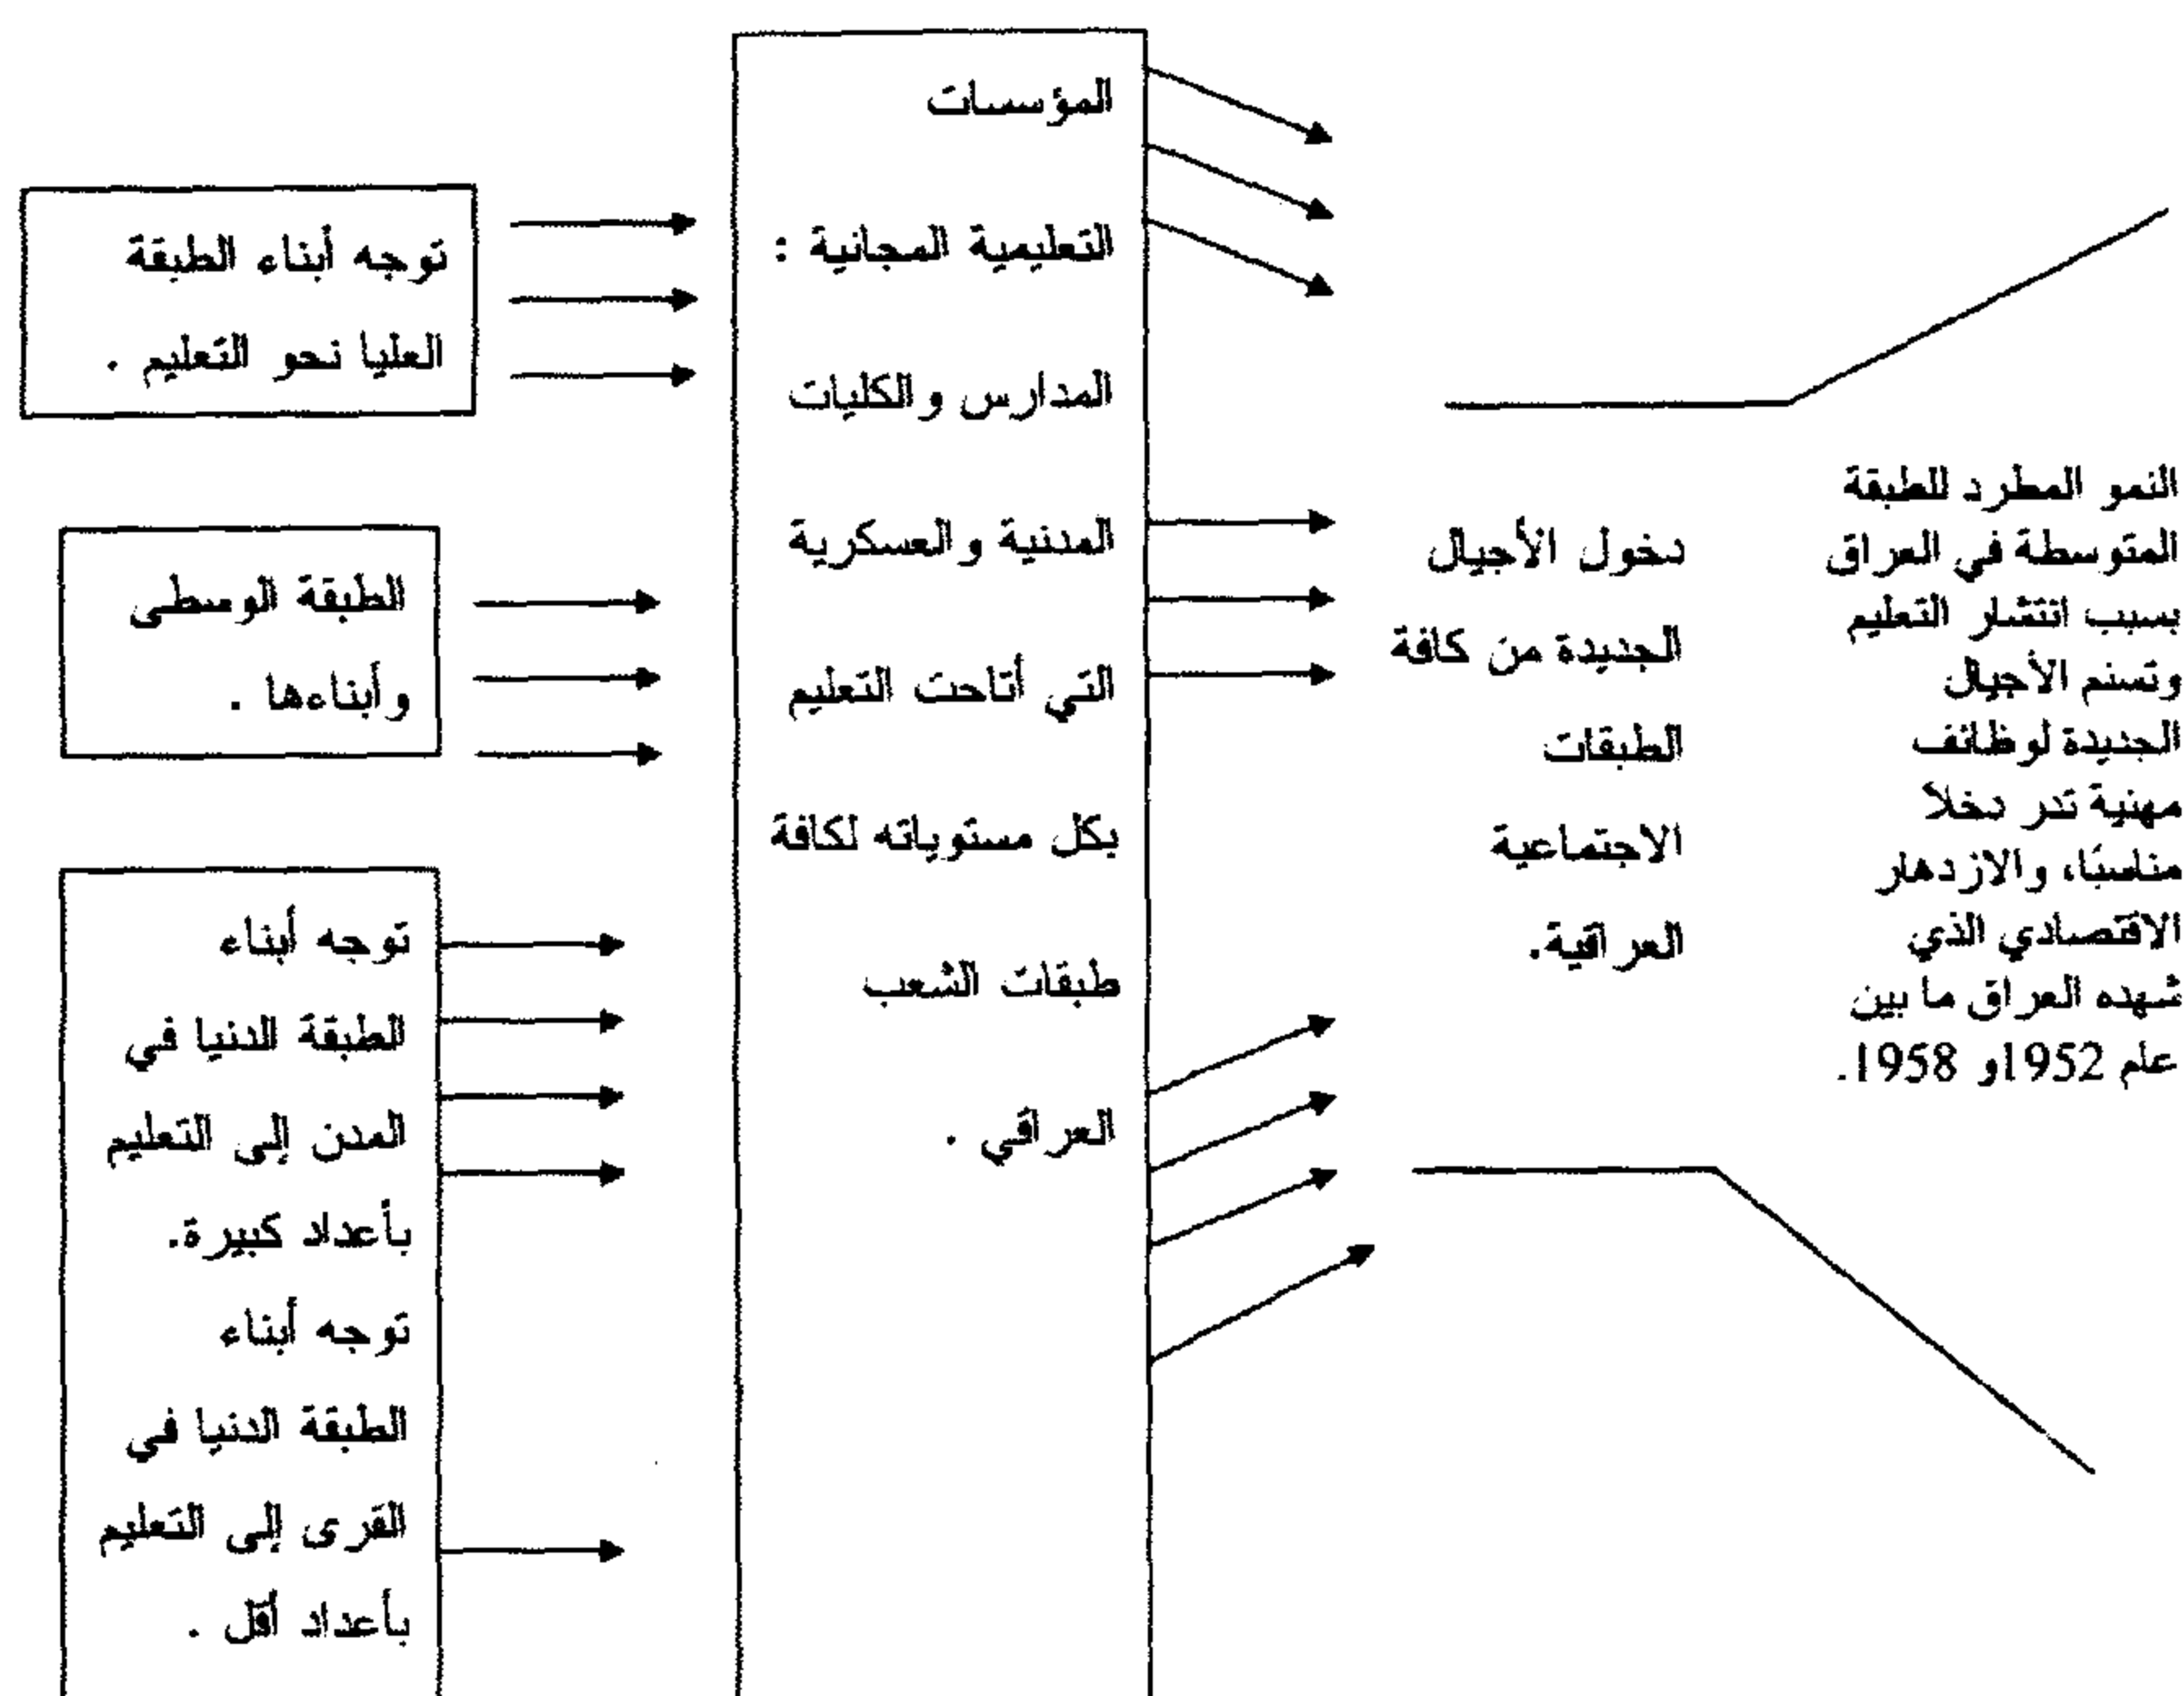 توجه أبناء الطبقة
العليا نحو التعليم .
الطبقة الوسطى
وأبناءها .
توجه أبناء
الطبقة الدنيا في
المدن إلى التعليم
بأعداد كبيرة.
توجه أبناء
الطبقة الدنيا في
القرى إلى التعليم
بأعداد أقل .
المؤسسات
التعليمية المجانية :
المدارس والكليات
المدنية والعسكرية
التي أتاحت التعليم
بكل مستوياته لكافة
طبقات الشعب
العراقي .
دخول الأجيال
الجديدة من كافة
الطبقات
الاجتماعية
العراقية.
النمو المطرد للطبقة
المتوسطة في العراق
بسبب انتشار التعليم
وتسنم الأجيال
الجديدة لوظائف
مهنية تدر دخلا
مناسبًا، والازدهار
الاقتصادي الذي
شهده العراق ما بين
عام 1952و 1958.